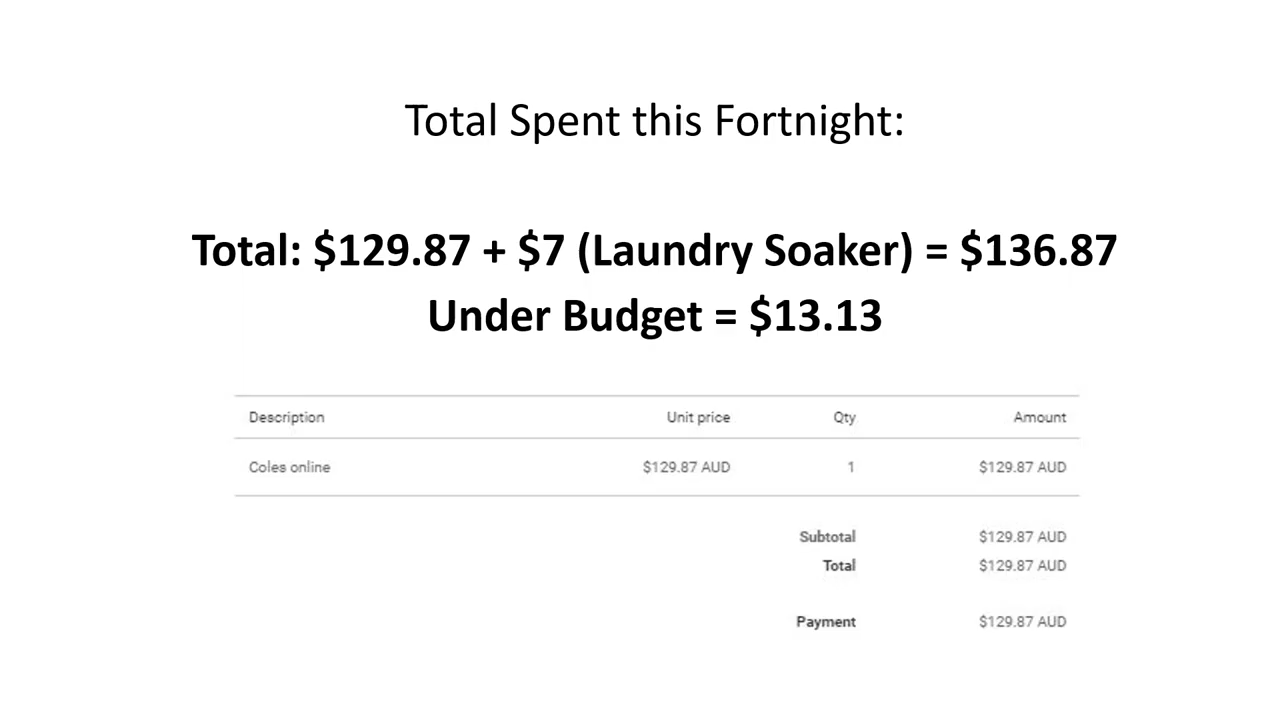 Total Spent this Fortnight:
Total: $129.87 + $7 (Laundry Soaker) = $136.87
Under Budget = $13.13
Description Unit price Qty Amount
Coles online $129.87 AUD 1 $129.87 AUD
Subtotal $129.87 AUD
Total $129.87 AUD
Payment $129.87 AUD